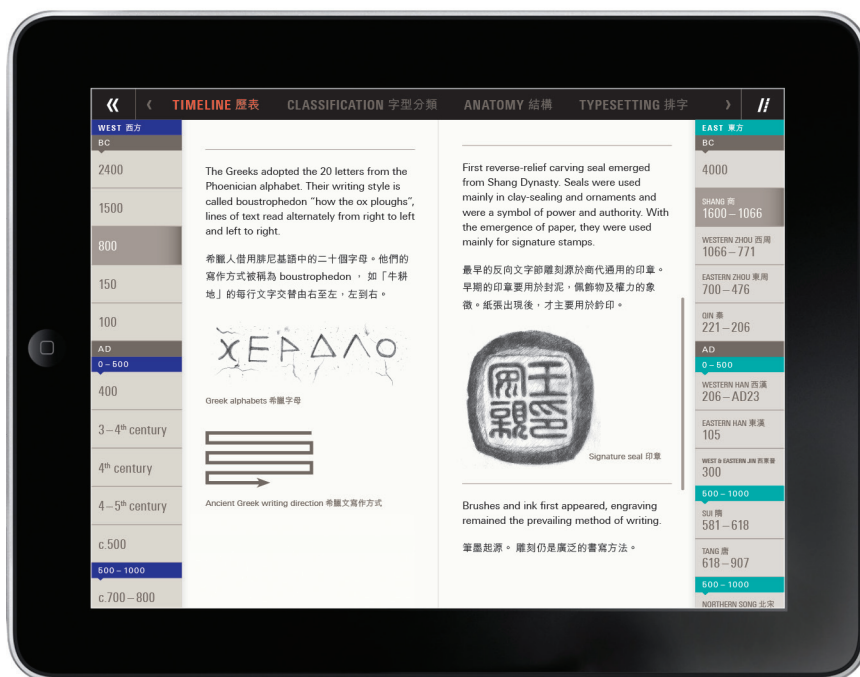 TIMELINE 歷表
CLASSIFICATION 字型分類
ANATOMY 結構
TYPESETTING 排字
WEST 西方
BC
2400
1500
800
150
100
AD
0 – 500
400
3 – 4th century
4th century
4 – 5th century
c.500
500 – 1000
c.700 – 800
The Greeks adopted the 20 letters from the
Phoenician alphabet. Their writing style is
called boustrophedon “how the ox ploughs”,
lines of text read alternately from right to left
and left to right.
希臘人借用腓尼基語中的二十個字母。他們的
寫作方式被稱為 boustrophedon ， 如「牛耕
地」的每行文字交替由右至左，左到右。
ΧΕΡΔΛΟ
Greek alphabets 希臘字母
Ancient Greek writing direction 希臘文寫作方式
First reverse-relief carving seal emerged
from Shang Dynasty. Seals were used
mainly in clay-sealing and ornaments and
were a symbol of power and authority. With
the emergence of paper, they were used
mainly for signature stamps.
最早的反向文字節雕刻源於商代通用的印章。
早期的印章要用於封泥，佩飾物及權力的象
徵。紙張出現後，才主要用於鈐印。
Signature seal 印章
Brushes and ink first appeared, engraving
remained the prevailing method of writing.
筆墨起源。 雕刻仍是廣泛的書寫方法。
EAST 東方
BC
4000
SHANG 商
1600 – 1066
WESTERN ZHOU 西周
1066 – 771
EASTERN ZHOU 東周
700 – 476
QIN 秦
221 – 206
AD
0 – 500
WESTERN HAN 西漢
206 – AD23
EASTERN HAN 東漢
105
WEST & EASTERN JIN 西東晉
300
500 – 1000
SUI 隋
581 – 618
TANG 唐
618 – 907
500 – 1000
NORTHERN SONG 北宋